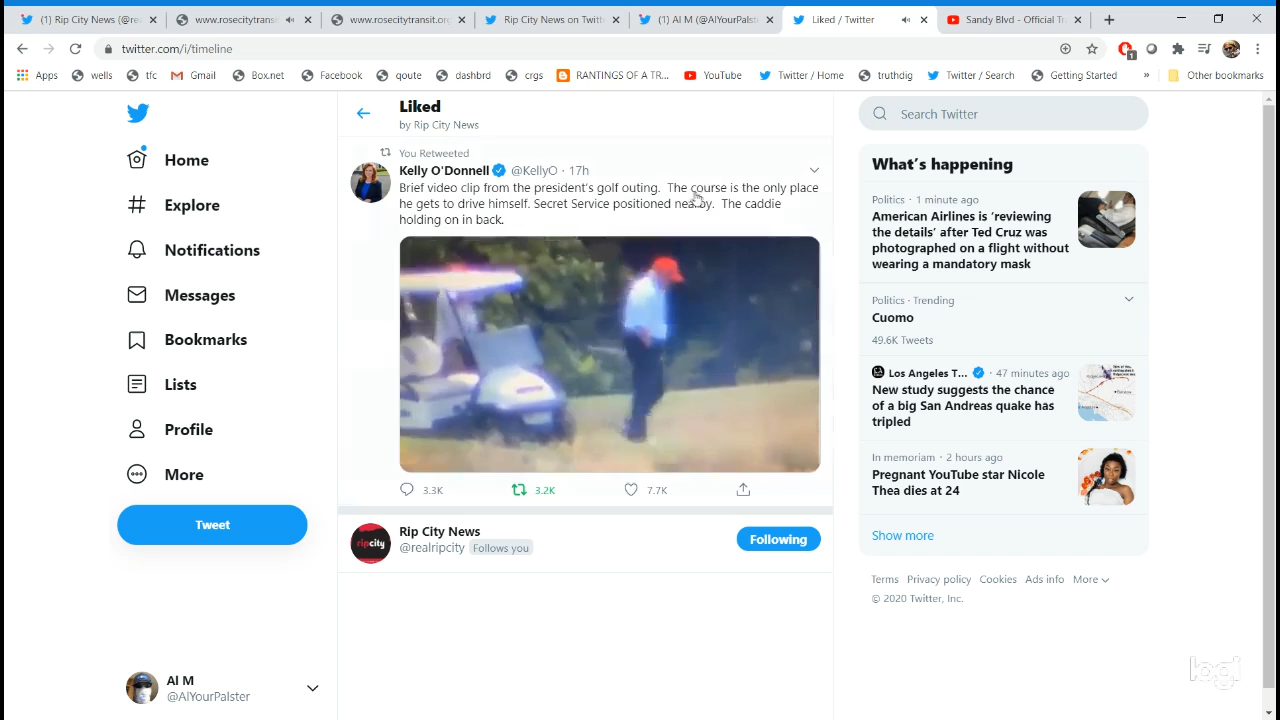 (1) Rip City News (@rea
www.rosecitytransit
www.rosecitytransit.org
Rip City News on Twitt
(1) Al M (@AlYourPalst
Liked / Twitter
Sandy Blvd - Official Tr
twitter.com/i/timeline
1
Apps
wells
tfc
Gmail
Box.net
Facebook
qoute
dashbrd
crgs
RANTINGS OF A TR...
YouTube
Twitter / Home
truthdig
Twitter / Search
Getting Started
»
Other bookmarks
Home
Explore
Notifications
Messages
Bookmarks
Lists
Profile
More
Tweet
Al M
@AlYourPalster
Liked
by Rip City News
You Retweeted
Kelly O'Donnell @KellyO · 17h
Brief video clip from the president's golf outing. The course is the only place
he gets to drive himself. Secret Service positioned nearby. The caddie
holding on in back.
3.3K 3.2K 7.7K
Rip City News
@realripcity Follows you
Following
ripcity
Search Twitter
What's happening
Politics · 1 minute ago
American Airlines is 'reviewing
the details' after Ted Cruz was
photographed on a flight without
wearing a mandatory mask
Politics · Trending
Cuomo
49.6K Tweets
Los Angeles T... · 47 minutes ago
New study suggests the chance
of a big San Andreas quake has
tripled
In memoriam · 2 hours ago
Pregnant YouTube star Nicole
Thea dies at 24
Show more
Terms Privacy policy Cookies Ads info More
© 2020 Twitter, Inc.
logi